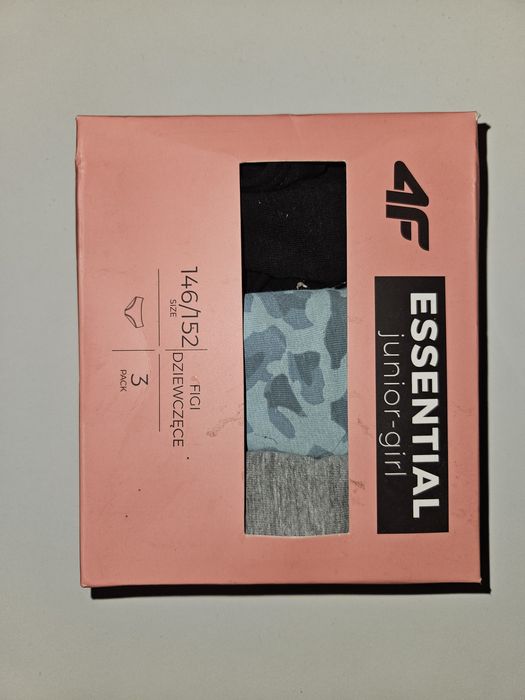 4F
ESSENTIAL
junior-girl
146/152
SIZE
FIGI
DZIEWCZĘCE
3
PACK